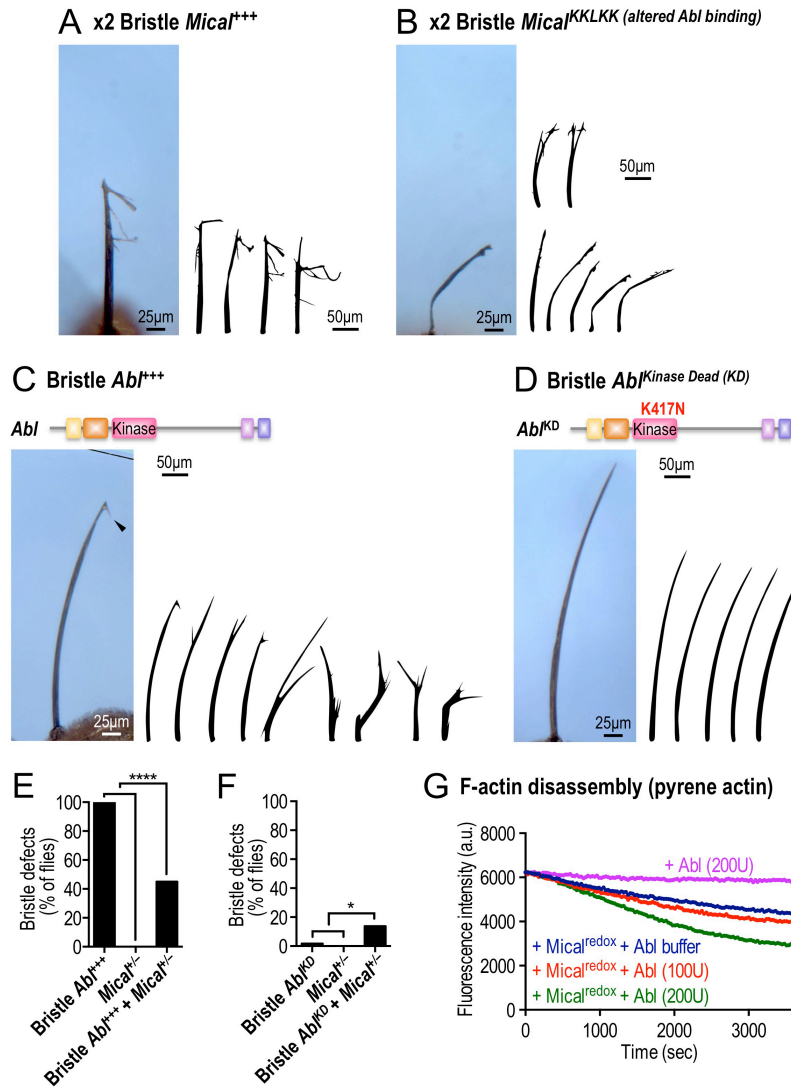 A x2 Bristle Mical+++
25µm
50µm
B x2 Bristle MicalKKLKK (altered Abl binding)
25µm
50µm
C Bristle Abl+++
Abl
Kinase
50µm
25µm
D Bristle AblKinase Dead (KD)
K417N
AblKD
Kinase
50µm
25µm
E
Bristle defects
(% of flies)
100
80
60
40
20
0
****
Bristle Abl+++
Mical+/–
Bristle Abl+++ + Mical+/–
F
Bristle defects
(% of flies)
100
80
60
40
20
0
*
Bristle AblKD
Mical+/–
Bristle AblKD + Mical+/–
G F-actin disassembly (pyrene actin)
Fluorescence intensity (a.u.)
8000
6000
4000
2000
0
+ Abl (200U)
+ Micalredox + Abl buffer
+ Micalredox + Abl (100U)
+ Micalredox + Abl (200U)
0 1000 2000 3000
Time (sec)